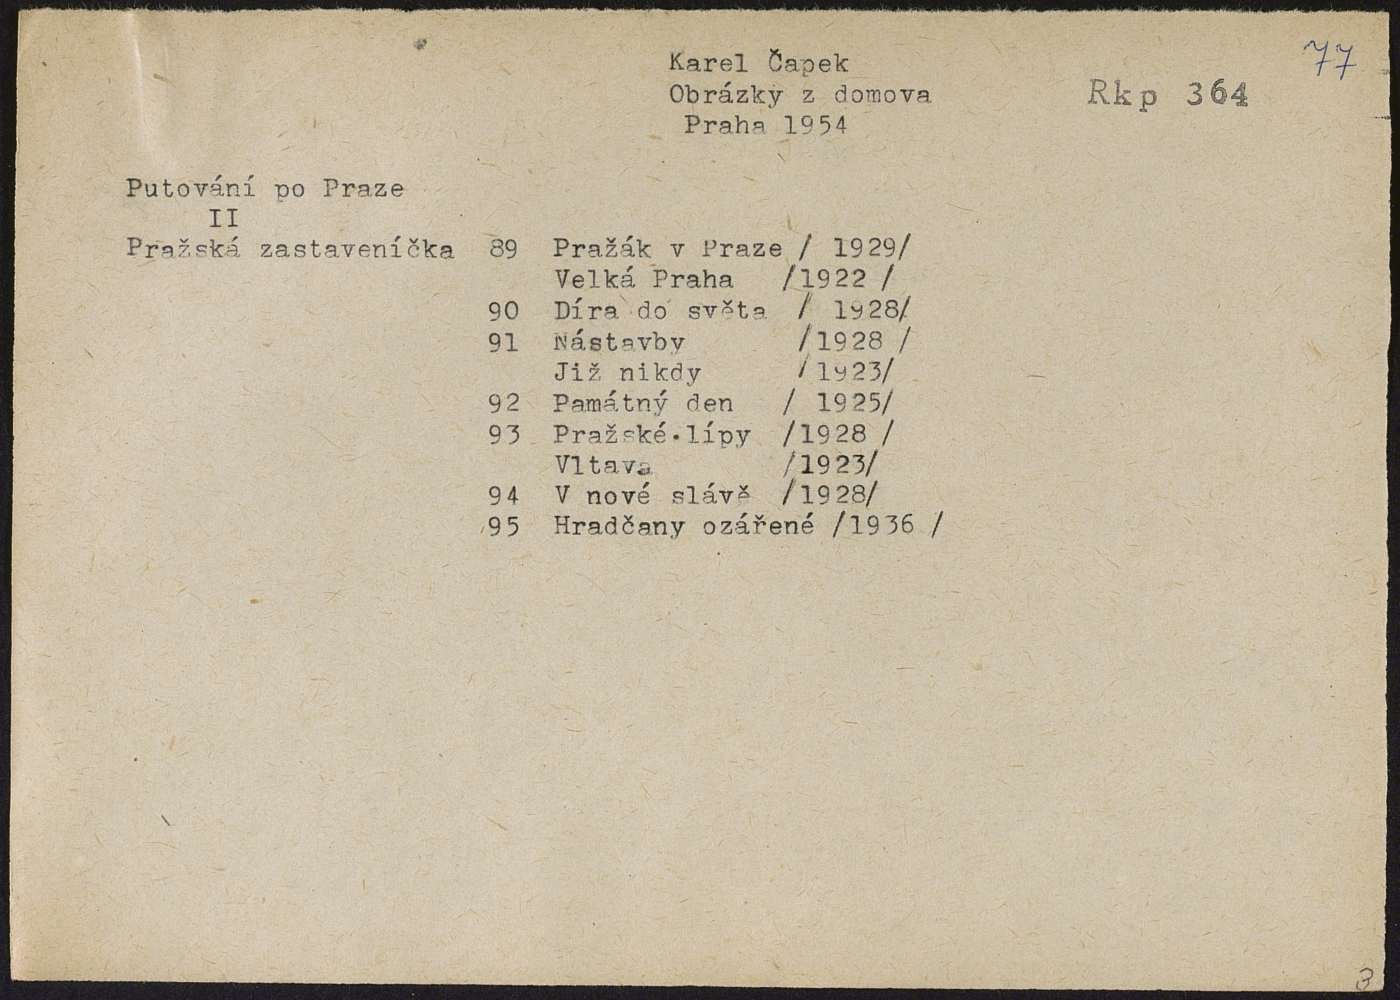 77
Karel Čapek
Obrázky z domova
Rkp 364
Praha 1954
Putování po Praze
II
Pražská zastaveníčka 89 Pražák v Praze / 1929/
Velká Praha /1922 /
90 Díra do světa / 1928/
91 Nástavby /1928 /
Již nikdy /1923/
92 Památný den / 1925/
93 Pražské lípy /1928 /
Vltava /1923/
94 V nové slávě /1928/
95 Hradčany ozářené /1936 /
3